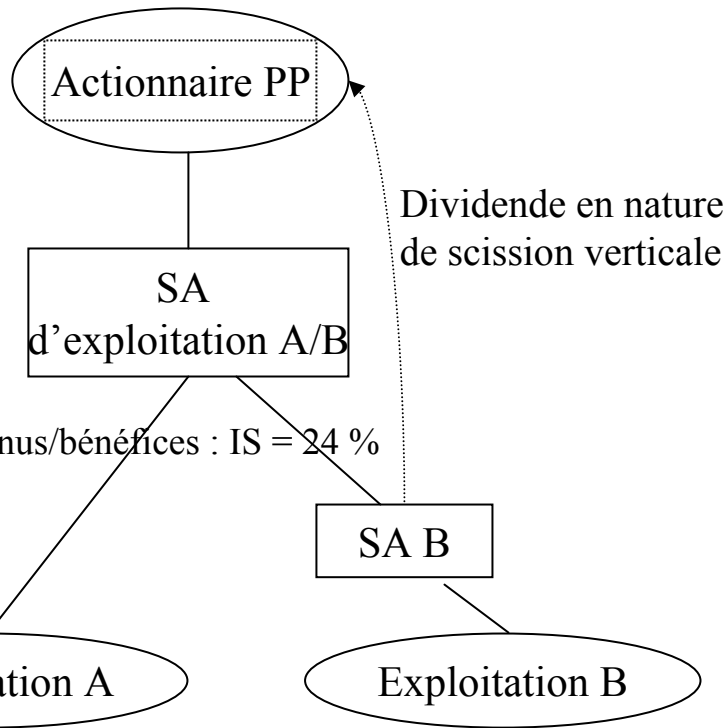 Actionnaire PP
Dividende en nature
de scission verticale
SA
d’exploitation A/B
nus/bénéfices : IS = 24 %
SA B
ation A
Exploitation B